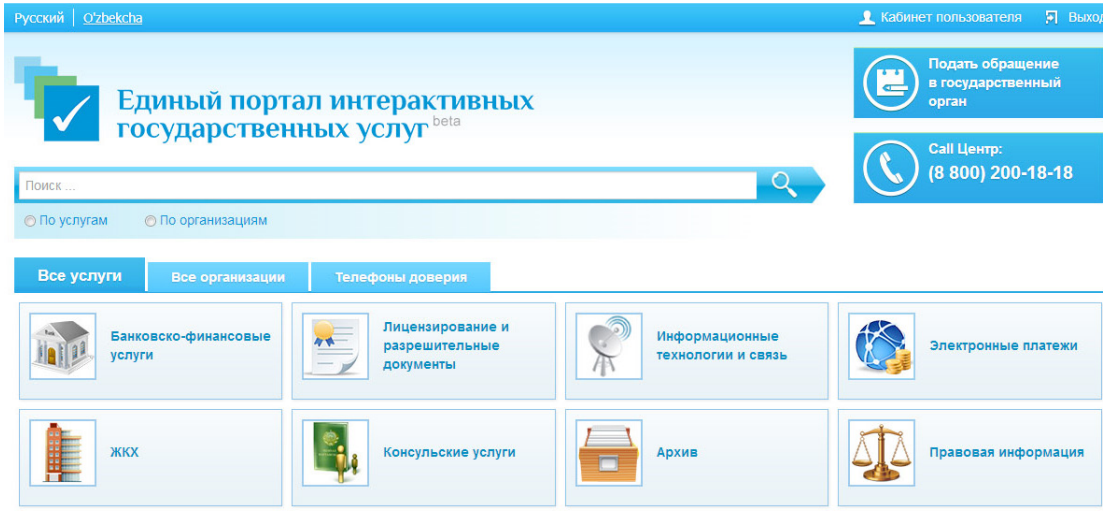 Русский O'zbekcha Кабинет пользователя Выход
Единый портал интерактивных
государственных услуг beta
Подать обращение
в государственный
орган
Call Центр:
(8 800) 200-18-18
Поиск ...
По услугам По организациям
Все услуги Все организации Телефоны доверия
Банковско-финансовые
услуги
Лицензирование и
разрешительные
документы
Информационные
технологии и связь
Электронные платежи
ЖКХ
Консульские услуги
Архив
Правовая информация